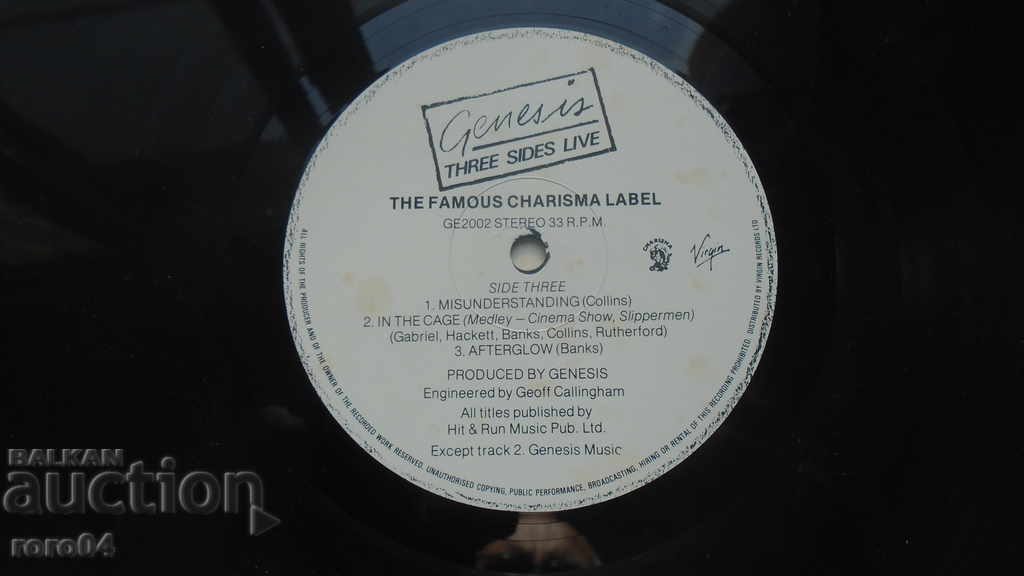 Genesis
THREE SIDES LIVE
THE FAMOUS CHARISMA LABEL
GE2002 STEREO 33 R.P.M.
CHARISMA
Virgin
SIDE THREE
1. MISUNDERSTANDING (Collins)
2. IN THE CAGE (Medley – Cinema Show, Slippermen)
(Gabriel, Hackett, Banks, Collins, Rutherford)
3. AFTERGLOW (Banks)
PRODUCED BY GENESIS
Engineered by Geoff Callingham
All titles published by
Hit & Run Music Pub. Ltd.
Except track 2. Genesis Music
ALL RIGHTS OF THE PRODUCER AND OF THE OWNER OF THE RECORDED WORK RESERVED. UNAUTHORISED COPYING, PUBLIC PERFORMANCE, BROADCASTING, HIRING OR RENTAL OF THIS RECORDING PROHIBITED. DISTRIBUTED BY VIRGIN RECORDS LTD
BALKAN
auction
roro04